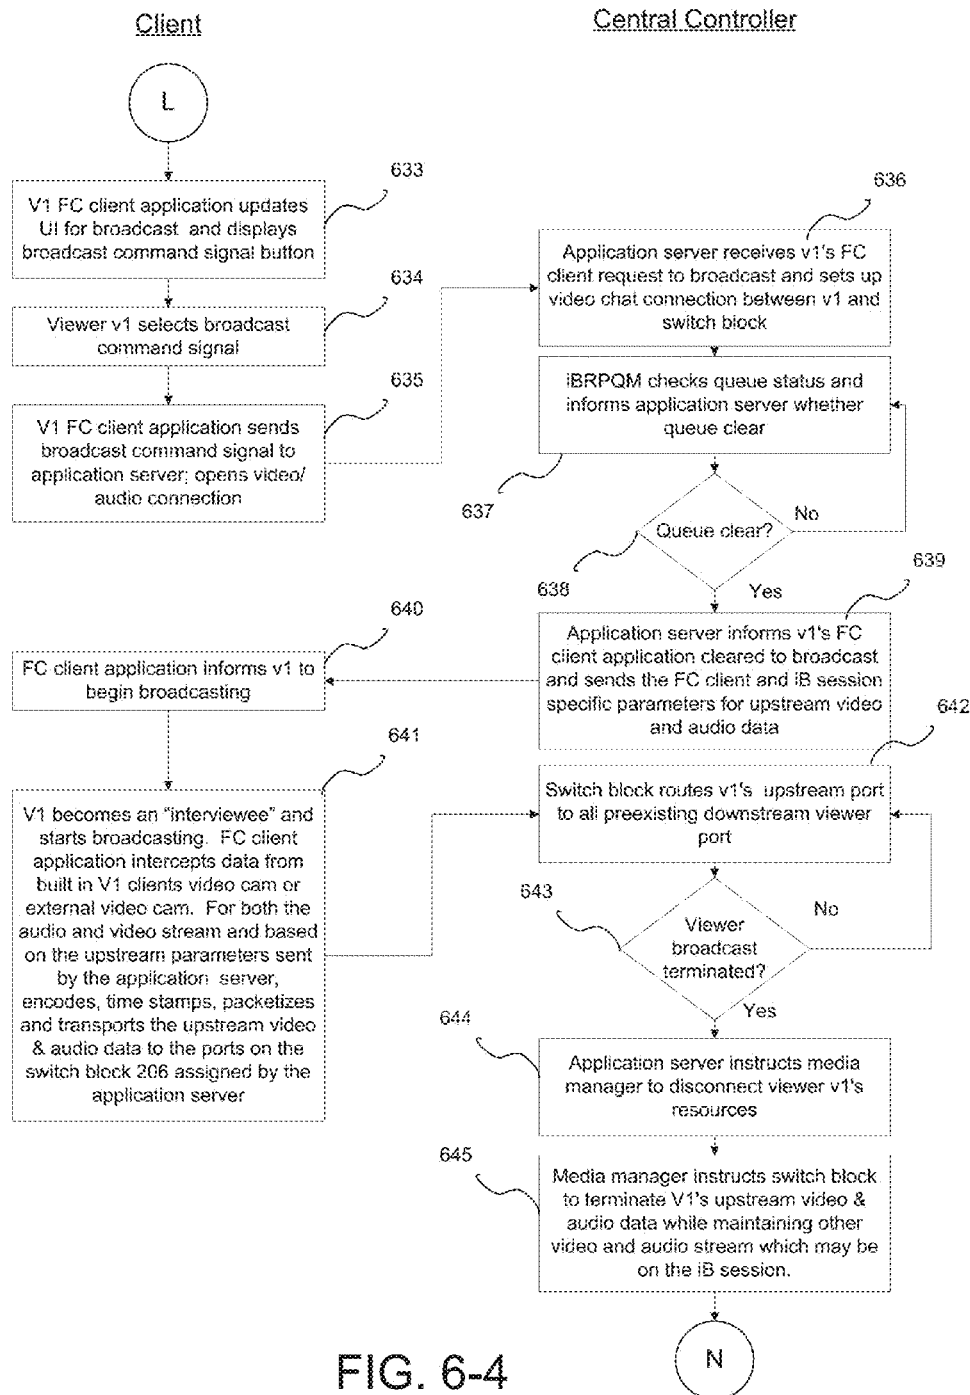 Client
Central Controller
L
633
V1 FC client application updates
UI for broadcast and displays
broadcast command signal button
634
Viewer v1 selects broadcast
command signal
635
V1 FC client application sends
broadcast command signal to
application server; opens video/
audio connection
636
Application server receives v1's FC
client request to broadcast and sets up
video chat connection between v1 and
switch block
iBRPQM checks queue status and
informs application server whether
queue clear
637
Queue clear?
No
638
Yes
639
Application server informs v1's FC
client application cleared to broadcast
and sends the FC client and iB session
specific parameters for upstream video
and audio data
640
FC client application informs v1 to
begin broadcasting
641
V1 becomes an "interviewee" and
starts broadcasting. FC client
application intercepts data from
built in V1 clients video cam or
external video cam. For both the
audio and video stream and based
on the upstream parameters sent
by the application server,
encodes, time stamps, packetizes
and transports the upstream video
& audio data to the ports on the
switch block 206 assigned by the
application server
642
Switch block routes v1's upstream port
to all preexisting downstream viewer
port
643
Viewer
broadcast
terminated?
No
Yes
644
Application server instructs media
manager to disconnect viewer v1's
resources
645
Media manager instructs switch block
to terminate V1's upstream video &
audio data while maintaining other
video and audio stream which may be
on the iB session.
N
FIG. 6-4